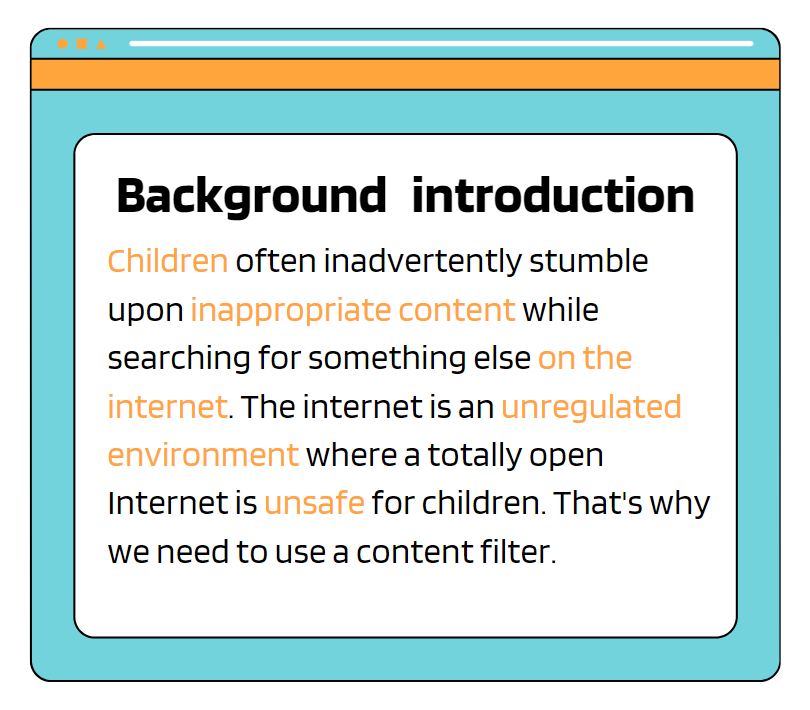 Background introduction
Children often inadvertently stumble
upon inappropriate content while
searching for something else on the
internet. The internet is an unregulated
environment where a totally open
Internet is unsafe for children. That's why
we need to use a content filter.